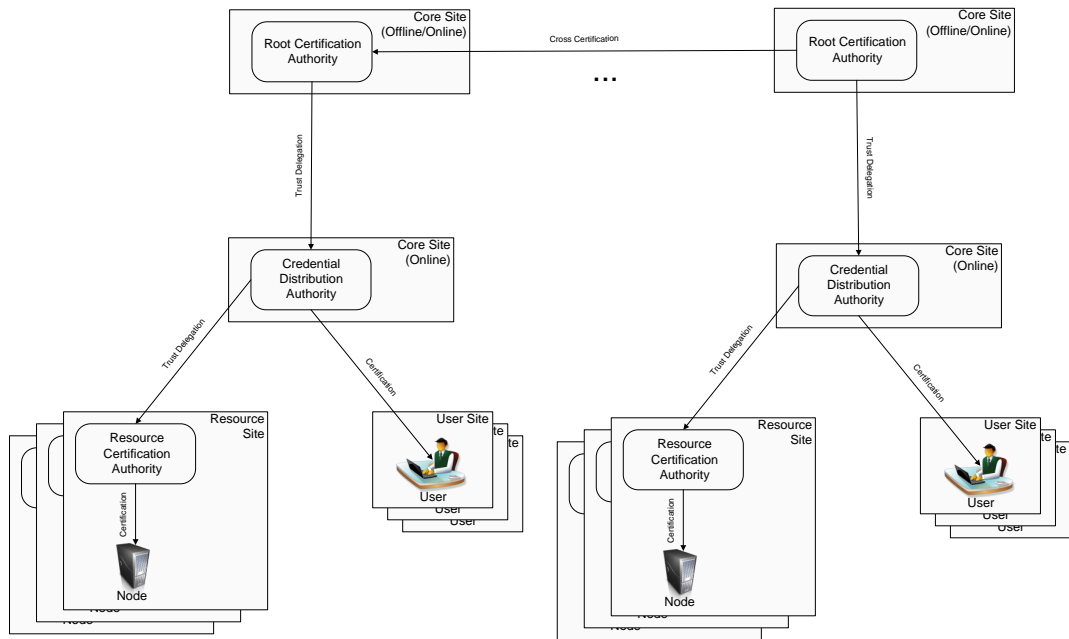 Core Site
(Offline/Online)
Root Certification
Authority
Cross Certification
...
Core Site
(Offline/Online)
Root Certification
Authority
Trust Delegation
Trust Delegation
Core Site
(Online)
Credential
Distribution
Authority
Core Site
(Online)
Credential
Distribution
Authority
Trust Delegation
Certification
Trust Delegation
Certification
Resource
Site
Resource
Certification
Authority
Certification
Node
Node
Node
User Site
User
User
User
Resource
Site
Resource
Certification
Authority
Certification
Node
Node
Node
User Site
User
User
User